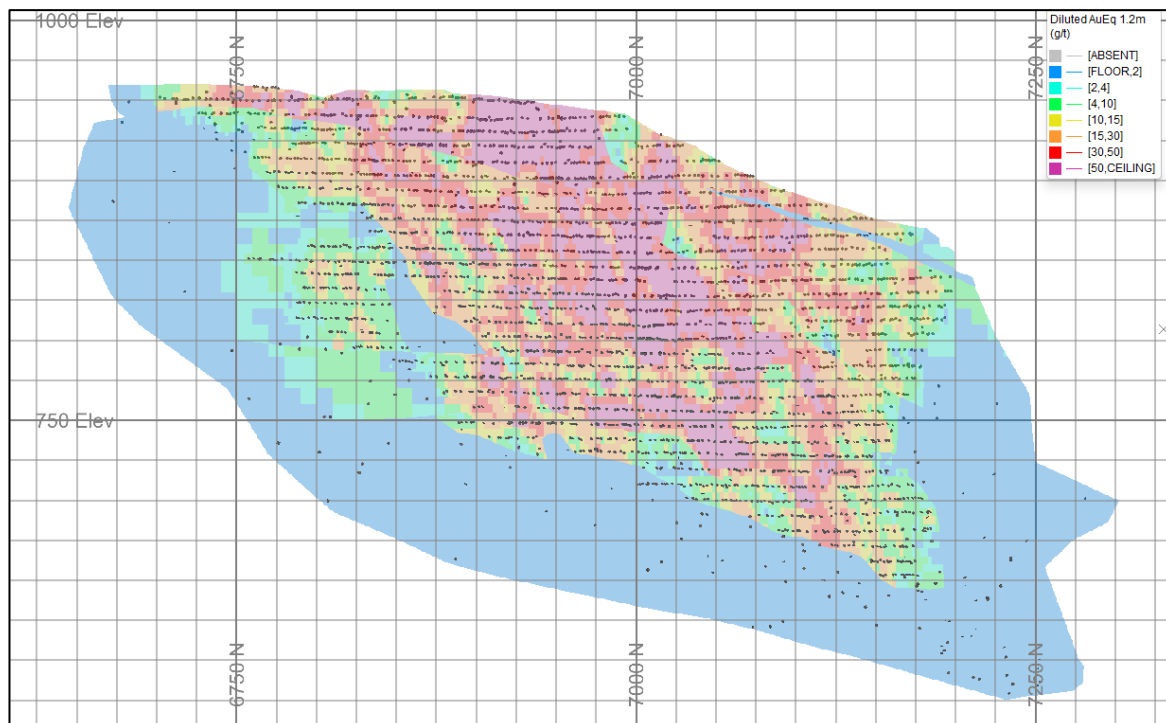 1000 Elev
6750 N
7000 N
7250 N
Diluted AuEq 1.2m
(g/t)
[ABSENT]
[FLOOR,2]
[2,4]
[4,10]
[10,15]
[15,30]
[30,50]
[50,CEILING]
750 Elev
6750 N
7000 N
7250 N